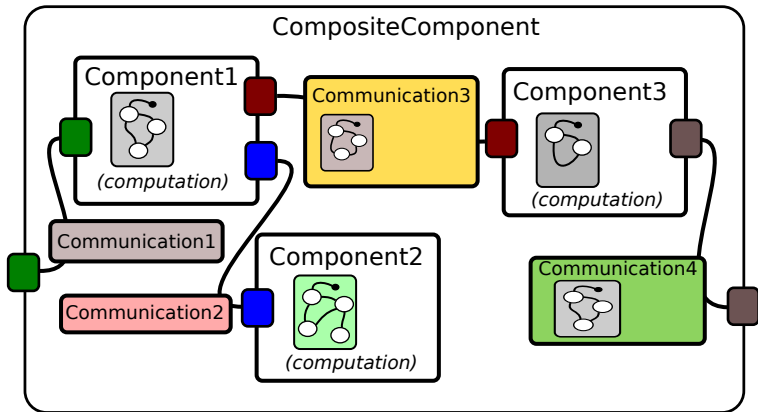 CompositeComponent
Component1
(computation)
Communication3
Component3
(computation)
Communication1
Component2
(computation)
Communication2
Communication4